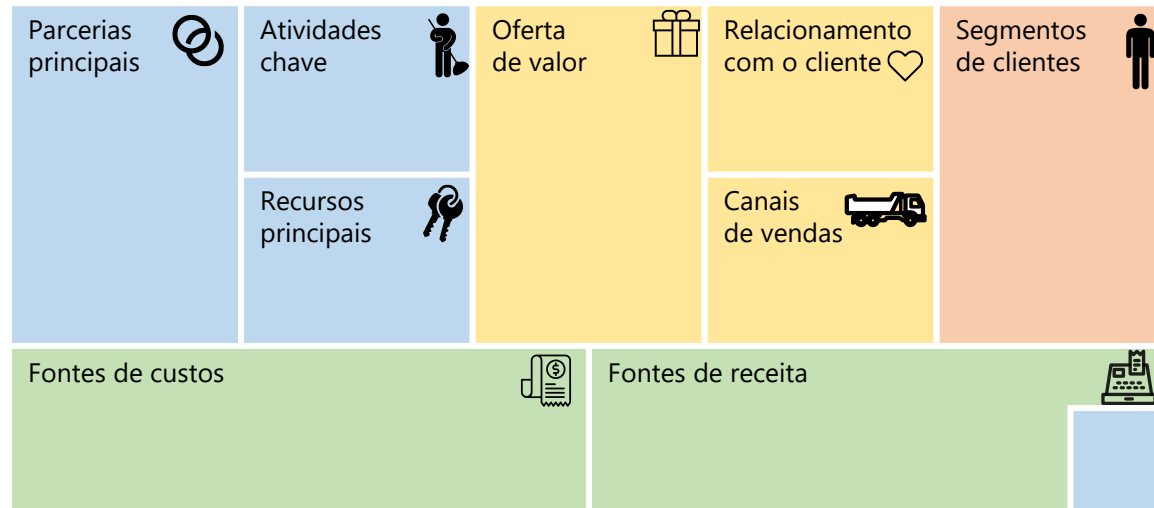 Parcerias
principais
Atividades
chave
Recursos
principais
Oferta
de valor
Relacionamento
com o cliente
Canais
de vendas
Segmentos
de clientes
Fontes de custos
Fontes de receita